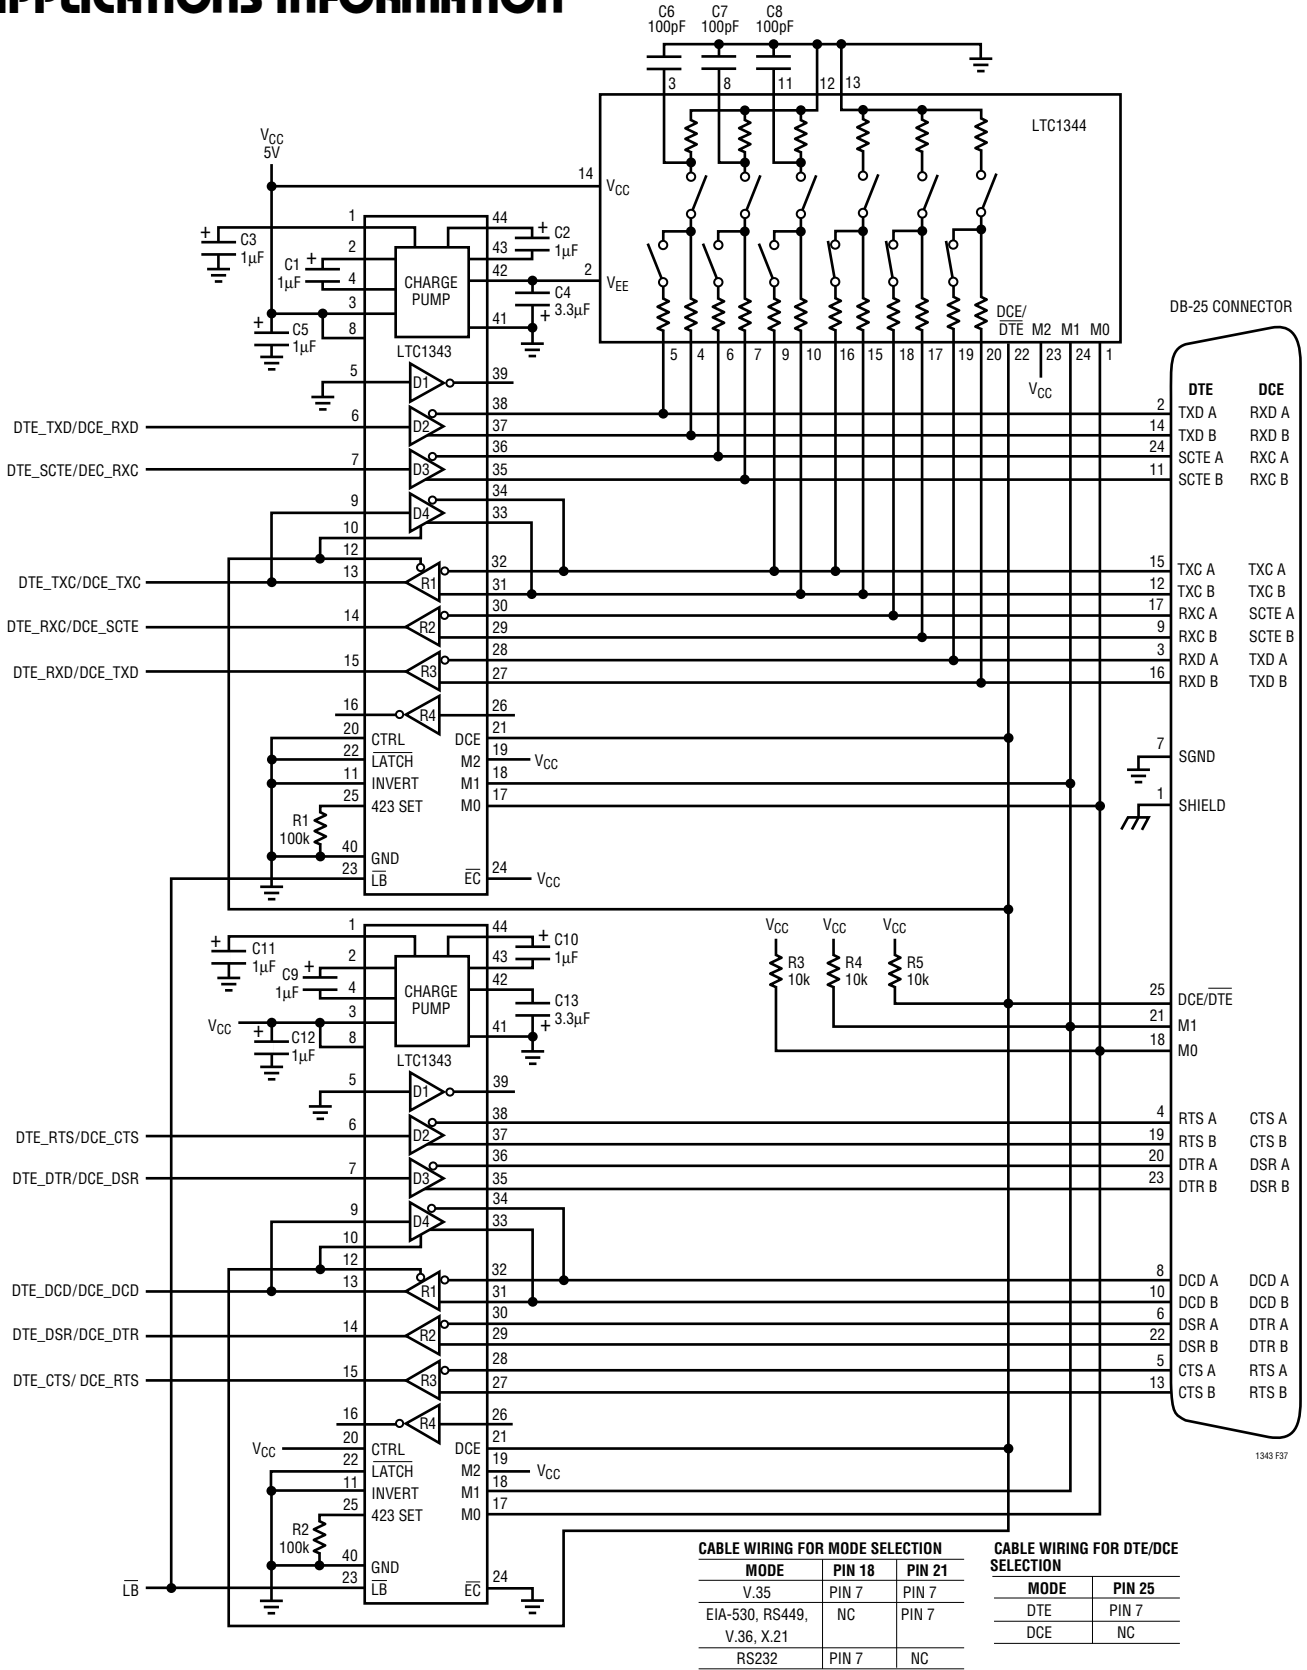 APPLICATIONS INFORMATION
C6 100pF
C7 100pF
C8 100pF
3 8 11 12 13
LTC1344
VCC 5V
14 VCC
2 VEE
DCE/DTE M2 M1 M0
5 4 6 7 9 10 16 15 18 17 19 20 22 23 24 1
VCC
1 44
C3 1µF
+
2 43
C2 1µF
+
C1 1µF
+
4 42
CHARGE PUMP
C4 3.3µF
+
3
8 41
C5 1µF
+
LTC1343
5 D1 39
DTE_TXD/DCE_RXD 6 D2 38
37
DTE_SCTE/DEC_RXC 7 D3 36
35
9 D4 34
33
10
12 32
DTE_TXC/DCE_TXC 13 R1 31
30
DTE_RXC/DCE_SCTE 14 R2 29
28
DTE_RXD/DCE_TXD 15 R3 27
16 R4 26
20 CTRL DCE 21
22 LATCH M2 19 VCC
11 INVERT M1 18
25 423 SET M0 17
R1 100k
40 GND
23 LB EC 24 VCC
DB-25 CONNECTOR
DTE DCE
2 TXD A RXD A
14 TXD B RXD B
24 SCTE A RXC A
11 SCTE B RXC B
15 TXC A TXC A
12 TXC B TXC B
17 RXC A SCTE A
9 RXC B SCTE B
3 RXD A TXD A
16 RXD B TXD B
7 SGND
1 SHIELD
VCC VCC VCC
R3 10k
R4 10k
R5 10k
25 DCE/DTE
21 M1
18 M0
4 RTS A CTS A
19 RTS B CTS B
20 DTR A DSR A
23 DTR B DSR B
8 DCD A DCD A
10 DCD B DCD B
6 DSR A DTR A
22 DSR B DTR B
5 CTS A RTS A
13 CTS B RTS B
1343 F37
1 44
C11 1µF
+
2 43
C10 1µF
+
C9 1µF
+
4 42
CHARGE PUMP
C13 3.3µF
+
VCC 3
8 41
C12 1µF
+
LTC1343
5 D1 39
DTE_RTS/DCE_CTS 6 D2 38
37
DTE_DTR/DCE_DSR 7 D3 36
35
9 D4 34
33
10
12 32
DTE_DCD/DCE_DCD 13 R1 31
30
DTE_DSR/DCE_DTR 14 R2 29
28
DTE_CTS/ DCE_RTS 15 R3 27
16 R4 26
VCC 20 CTRL DCE 21
22 LATCH M2 19 VCC
11 INVERT M1 18
25 423 SET M0 17
R2 100k
40 GND
LB 23 LB EC 24
CABLE WIRING FOR MODE SELECTION
MODE PIN 18 PIN 21
V.35 PIN 7 PIN 7
EIA-530, RS449, NC PIN 7
V.36, X.21
RS232 PIN 7 NC
CABLE WIRING FOR DTE/DCE
SELECTION
MODE PIN 25
DTE PIN 7
DCE NC